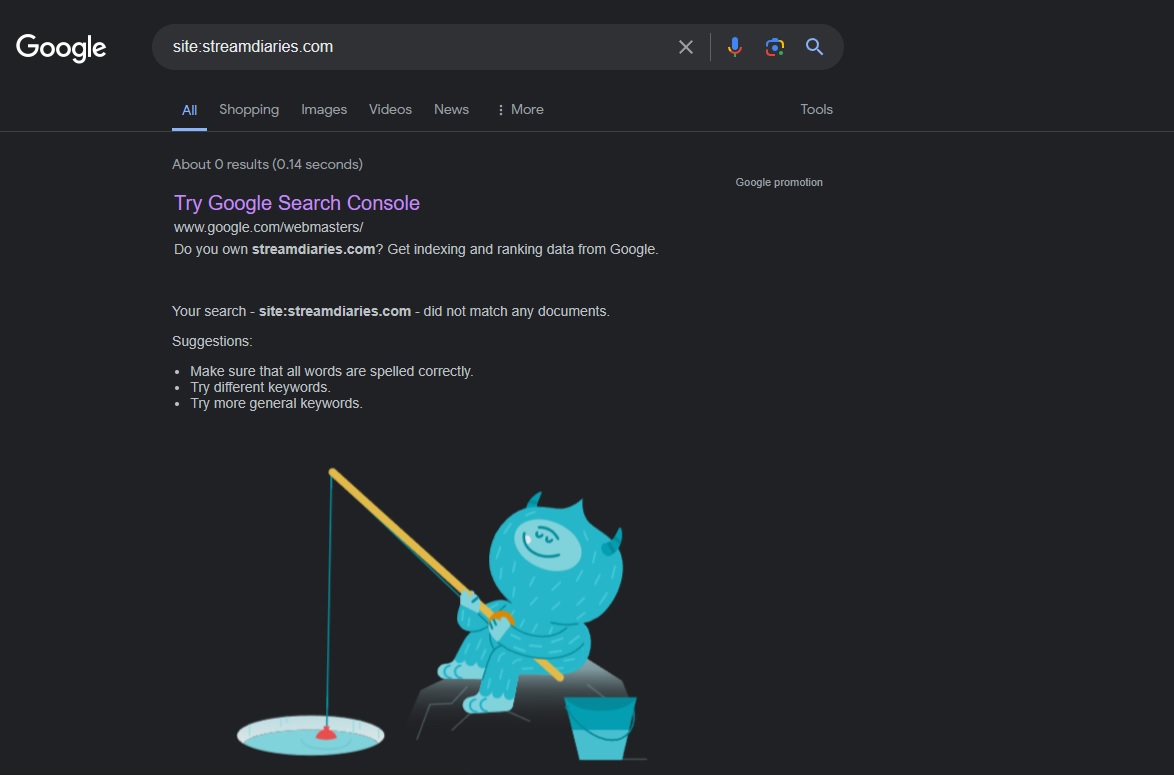 Google
site:streamdiaries.com
All Shopping Images Videos News More Tools
About 0 results (0.14 seconds)
Google promotion
Try Google Search Console
www.google.com/webmasters/
Do you own streamdiaries.com? Get indexing and ranking data from Google.
Your search - site:streamdiaries.com - did not match any documents.
Suggestions:
• Make sure that all words are spelled correctly.
• Try different keywords.
• Try more general keywords.